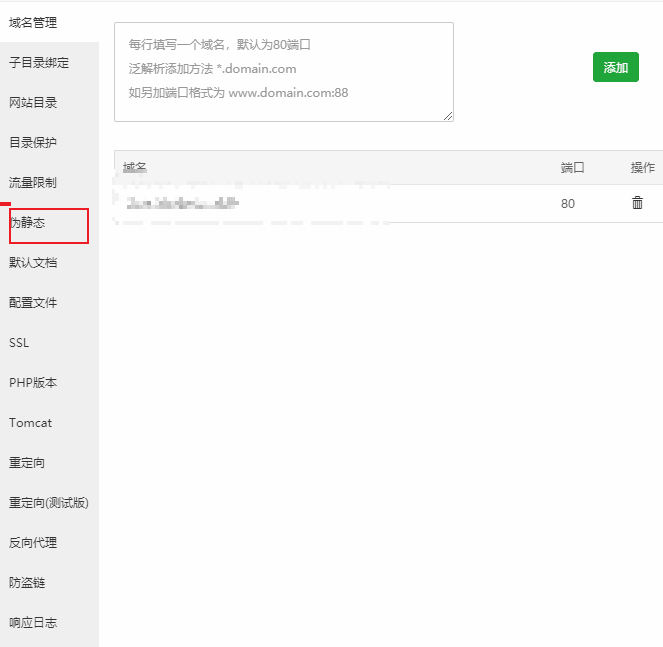 域名管理
子目录绑定
网站目录
目录保护
流量限制
伪静态
默认文档
配置文件
SSL
PHP版本
Tomcat
重定向
重定向(测试版)
反向代理
防盗链
响应日志
每行填写一个域名，默认为80端口
泛解析添加方法 *.domain.com
如另加端口格式为 www.domain.com:88
添加
域名 端口 操作
80